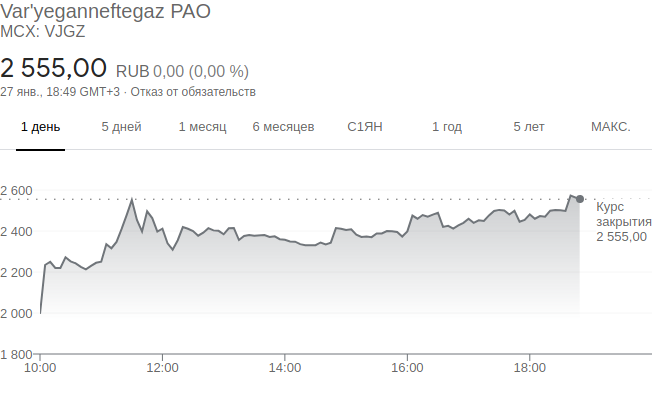 Var'yeganneftegaz PAO
MCX: VJGZ
2 555,00 RUB 0,00 (0,00 %)
27 янв., 18:49 GMT+3 · Отказ от обязательств
1 день 5 дней 1 месяц 6 месяцев С1ЯН 1 год 5 лет МАКС.
2 600
Курс
закрытия
2 555,00
2 400
2 200
2 000
1 800
10:00 12:00 14:00 16:00 18:00